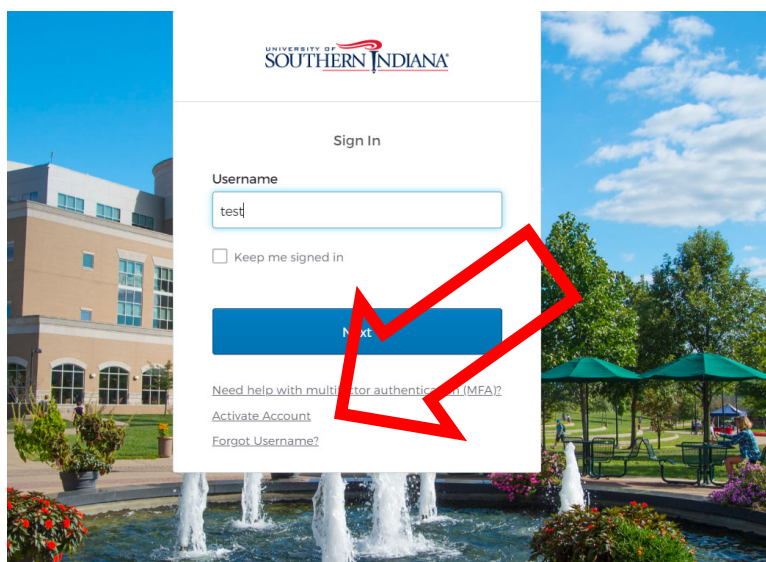 UNIVERSITY OF
SOUTHERN INDIANA
Sign In
Username
test
Keep me signed in
Next
Need help with multifactor authentication (MFA)?
Activate Account
Forgot Username?